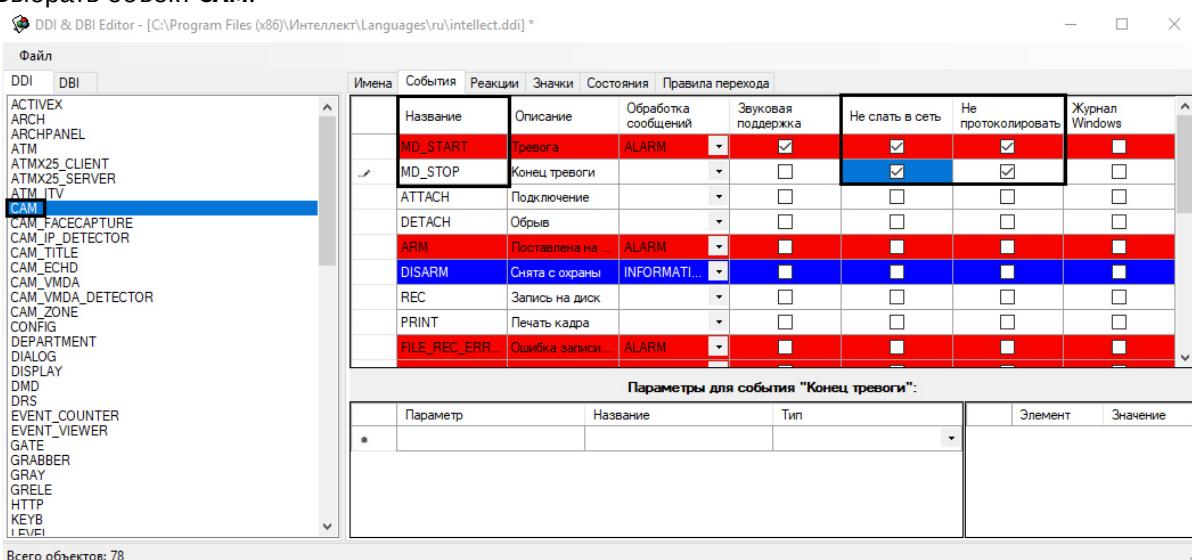 выбрать объект CAM.
DDI & DBI Editor - [C:\Program Files (x86)\Интеллект\Languages\ru\intellect.ddi] *
Файл
DDI DBI
ACTIVEX
ARCH
ARCHPANEL
ATM
ATMX25_CLIENT
ATMX25_SERVER
ATM_ITV
CAM
CAM_FACECAPTURE
CAM_IP_DETECTOR
CAM_TITLE
CAM_ECHD
CAM_VMDA
CAM_VMDA_DETECTOR
CAM_ZONE
CONFIG
DEPARTMENT
DIALOG
DISPLAY
DMD
DRS
EVENT_COUNTER
EVENT_VIEWER
GATE
GRABBER
GRAY
GRELE
HTTP
KEYB
LEVEL
Имена События Реакции Значки Состояния Правила перехода
Название Описание Обработка сообщений Звуковая поддержка Не слать в сеть Не протоколировать Журнал Windows
MD_START Тревога ALARM
MD_STOP Конец тревоги
ATTACH Подключение
DETACH Обрыв
ARM Поставлена на ... ALARM
DISARM Снята с охраны INFORMATI...
REC Запись на диск
PRINT Печать кадра
FILE_REC_ERR... Ошибка записи... ALARM
Параметры для события "Конец тревоги":
Параметр Название Тип Элемент Значение
Всего объектов: 78